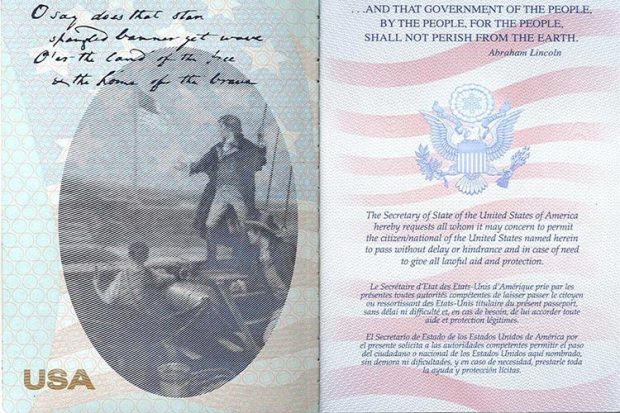 O say does that star
spangled banner yet wave
O'er the land of the free
& the home of the brave
USA
. . .AND THAT GOVERNMENT OF THE PEOPLE,
BY THE PEOPLE, FOR THE PEOPLE,
SHALL NOT PERISH FROM THE EARTH.
Abraham Lincoln
The Secretary of State of the United States of America
hereby requests all whom it may concern to permit
the citizen/national of the United States named herein
to pass without delay or hindrance and in case of need
to give all lawful aid and protection.
Le Secrétaire d'Etat des Etats-Unis d'Amérique prie par les
présentes toutes autorités compétentes de laisser passer le citoyen
ou ressortissant des Etats-Unis titulaire du présent passeport,
sans délai ni difficulté et, en cas de besoin, de lui accorder toute
aide et protection légitimes.
El Secretario de Estado de los Estados Unidos de América por
el presente solicita a las autoridades competentes permitir el paso
del ciudadano o nacional de los Estados Unidos aquí nombrado,
sin demora ni dificultades, y en caso de necesidad, prestarle toda
la ayuda y protección lícitas.